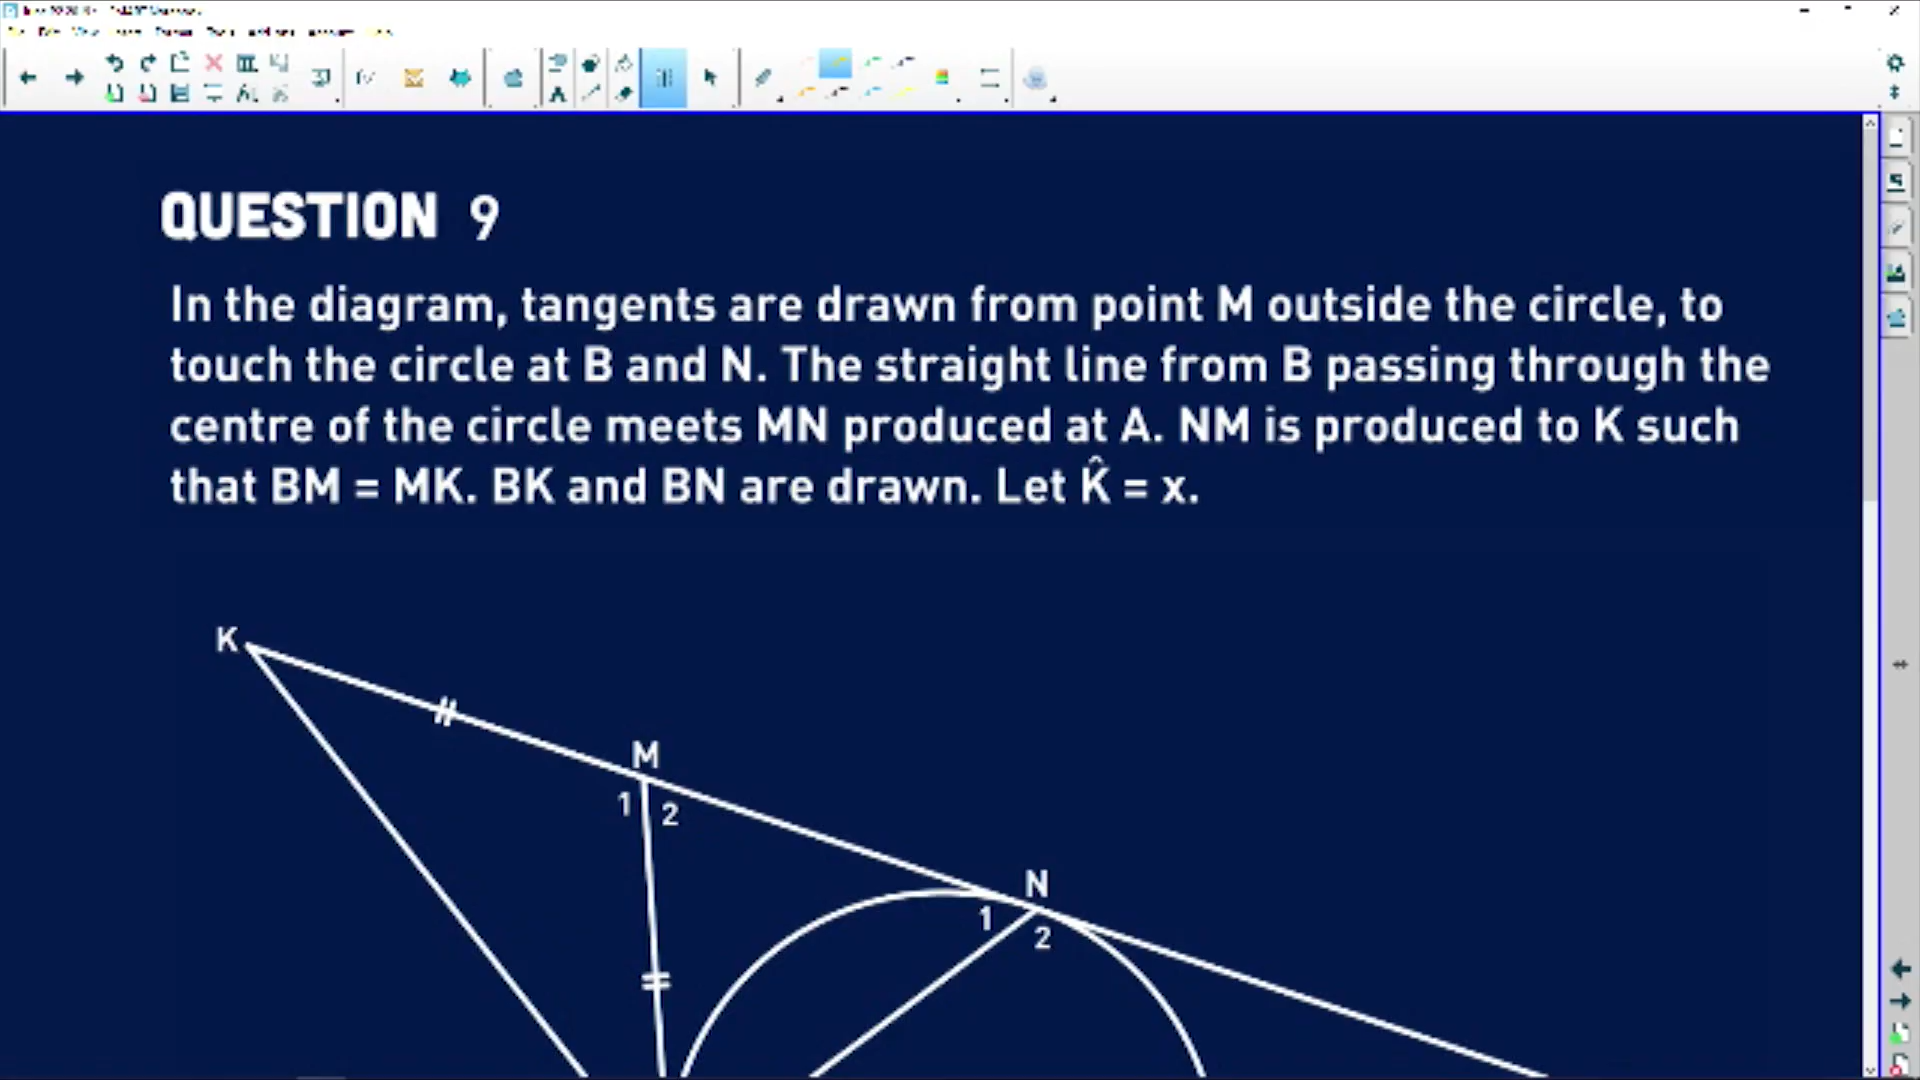 QUESTION 9
In the diagram, tangents are drawn from point M outside the circle, to
touch the circle at B and N. The straight line from B passing through the
centre of the circle meets MN produced at A. NM is produced to K such
that BM = MK. BK and BN are drawn. Let K̂ = x.
K
M
1 2
N
1
2